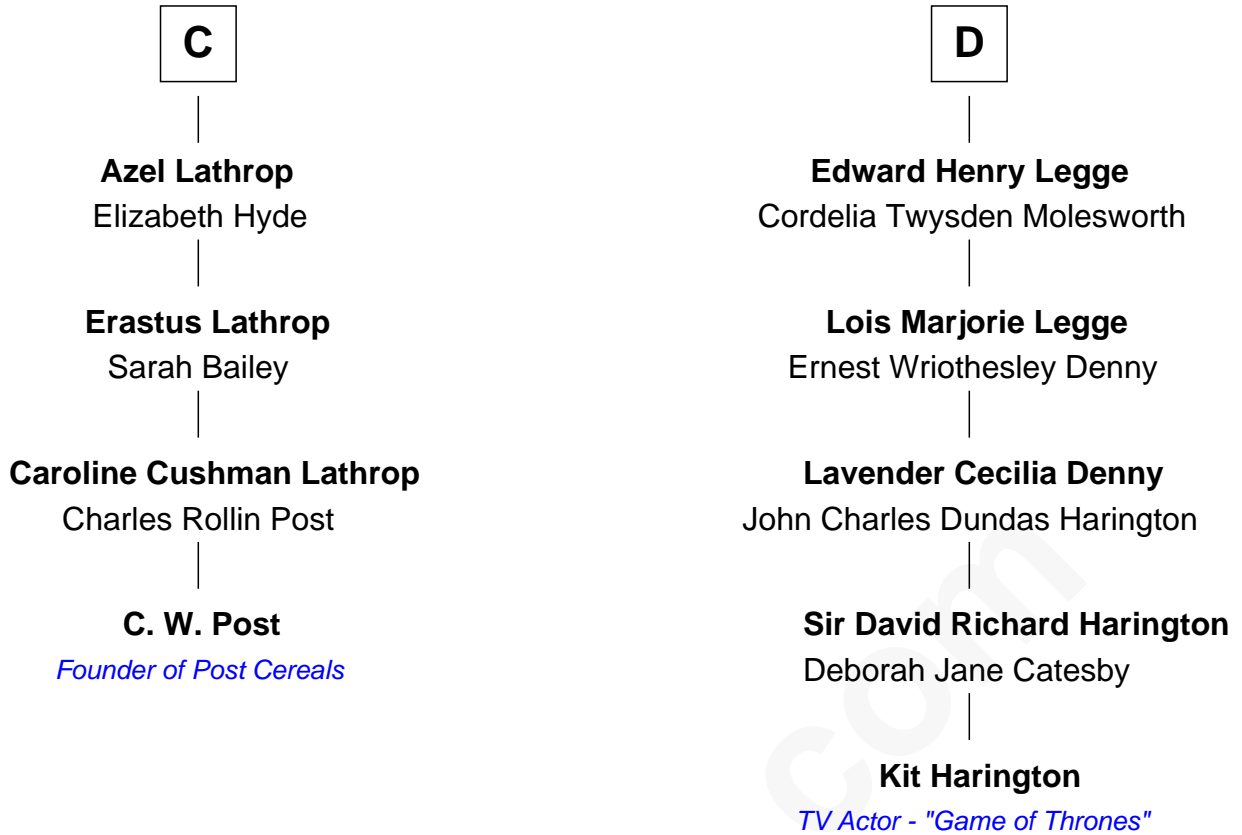 C
Azel Lathrop
Elizabeth Hyde
Erastus Lathrop
Sarah Bailey
Caroline Cushman Lathrop
Charles Rollin Post
C. W. Post
Founder of Post Cereals
D
Edward Henry Legge
Cordelia Twysden Molesworth
Lois Marjorie Legge
Ernest Wriothesley Denny
Lavender Cecilia Denny
John Charles Dundas Harington
Sir David Richard Harington
Deborah Jane Catesby
Kit Harington
TV Actor - "Game of Thrones"
com